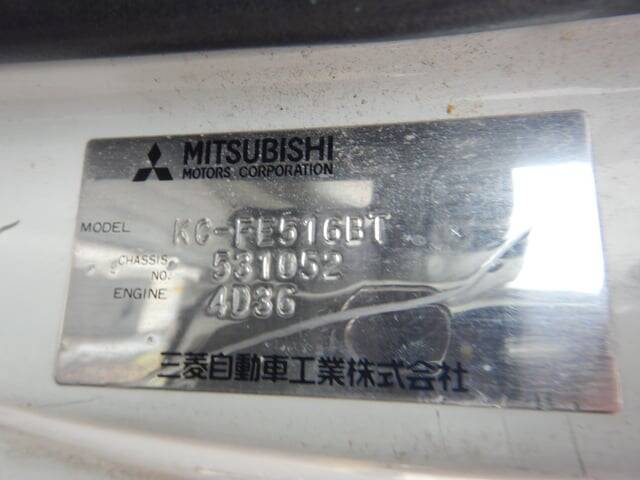 MITSUBISHI
MOTORS CORPORATION
MODEL KC-FE516BT
CHASSIS NO. 531052
ENGINE 4D36
三菱自動車工業株式会社